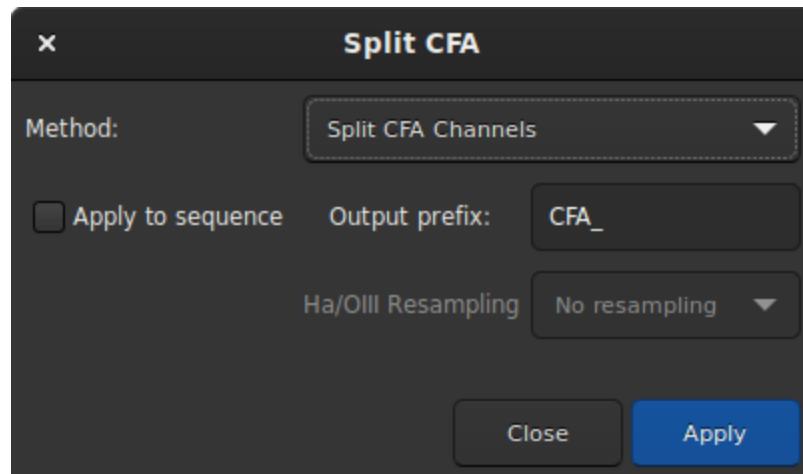 Split CFA
Method: Split CFA Channels
Apply to sequence Output prefix: CFA_
Ha/OIII Resampling No resampling
Close Apply